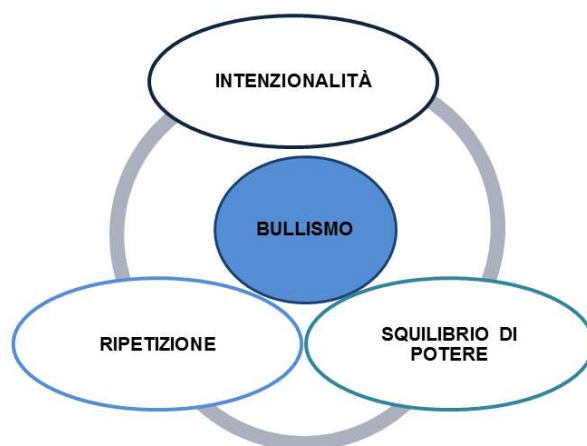 INTENZIONALITÀ
BULLISMO
RIPETIZIONE
SQUILIBRIO DI
POTERE